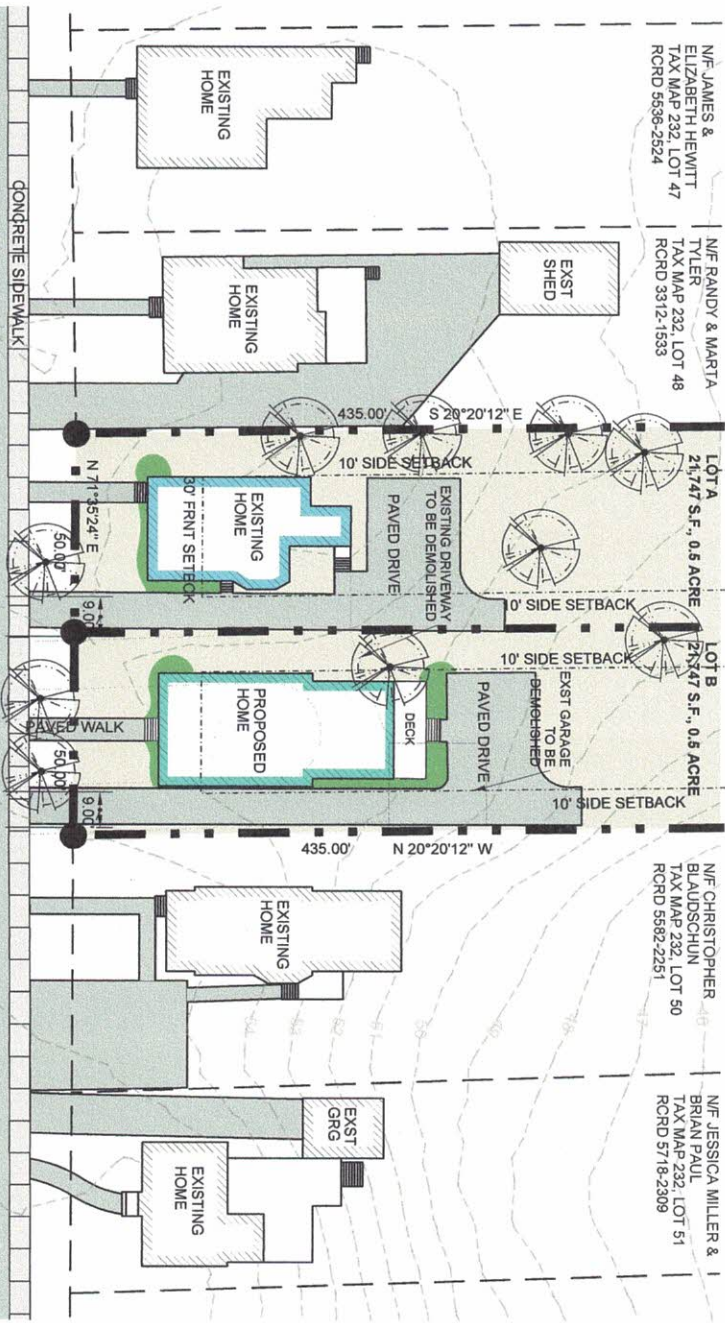 N/F JAMES &
ELIZABETH HEWITT
TAX MAP 232, LOT 47
RCRD 5536-2524
N/F RANDY & MARTA
TYLER
TAX MAP 232, LOT 48
RCRD 3312-1533
LOT A
21,747 S.F., 0.5 ACRE
LOT B
21,747 S.F., 0.5 ACRE
N/F CHRISTOPHER
BLAUDSCHUN
TAX MAP 232, LOT 50
RCRD 5582-2251
N/F JESSICA MILLER &
BRIAN PAUL
TAX MAP 232, LOT 51
RCRD 5718-2309
EXISTING
HOME
EXST
SHED
EXISTING
HOME
435.00'
S 20°20'12" E
10' SIDE SETBACK
EXISTING DRIVEWAY
TO BE DEMOLISHED
PAVED DRIVE
EXISTING
HOME
30' FRNT SETBCK
N 71°35'24" E
50.00'
9.00'
10' SIDE SETBACK
10' SIDE SETBACK
EXST GARAGE
TO BE
DEMOLISHED
PAVED DRIVE
DECK
PROPOSED
HOME
PAVED WALK
50.00'
9.00'
10' SIDE SETBACK
435.00'
N 20°20'12" W
EXISTING
HOME
EXST
GRG
EXISTING
HOME
CONCRETE SIDEWALK